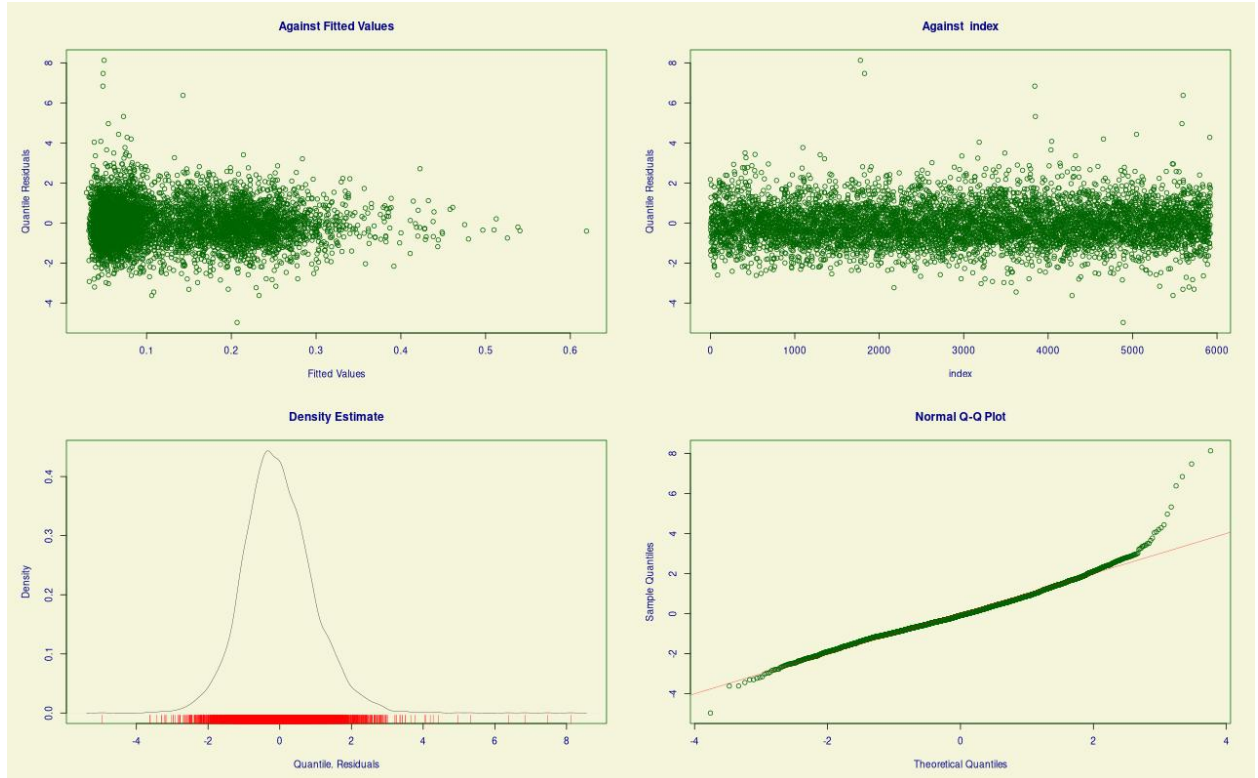 Against Fitted Values
Quantile Residuals
-4 -2 0 2 4 6 8
0.1 0.2 0.3 0.4 0.5 0.6
Fitted Values
Against index
Quantile Residuals
-4 -2 0 2 4 6 8
0 1000 2000 3000 4000 5000 6000
index
Density Estimate
Density
0.0 0.1 0.2 0.3 0.4
-4 -2 0 2 4 6 8
Quantile. Residuals
Normal Q-Q Plot
Sample Quantiles
-4 -2 0 2 4 6 8
-4 -2 0 2 4
Theoretical Quantiles